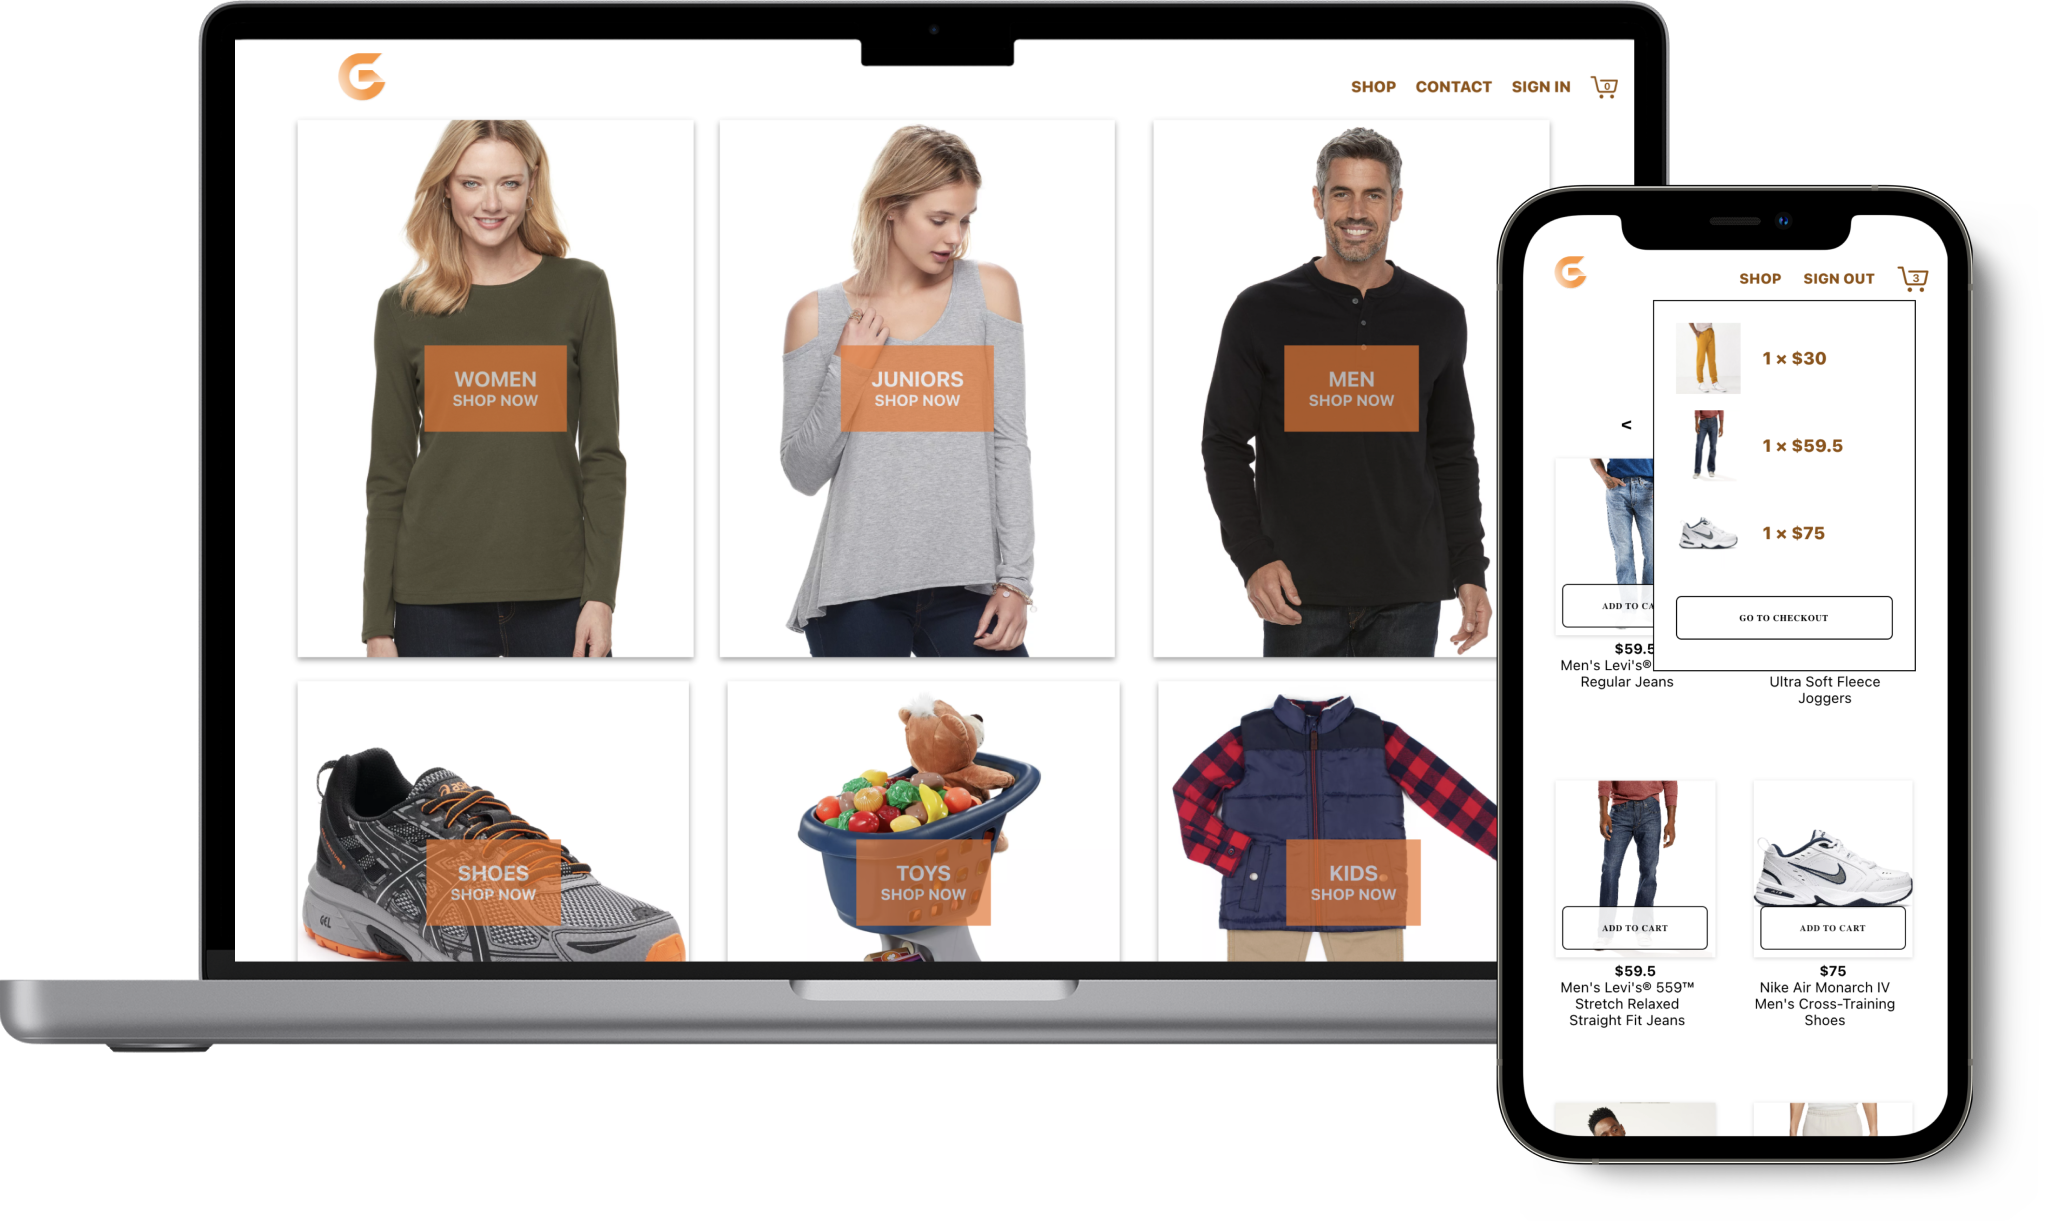 SHOP CONTACT SIGN IN 0
WOMEN
SHOP NOW
JUNIORS
SHOP NOW
MEN
SHOP NOW
SHOES
SHOP NOW
TOYS
SHOP NOW
KIDS
SHOP NOW
GEL
SHOP SIGN OUT 3
1 × $30
1 × $59.5
1 × $75
GO TO CHECKOUT
<
ADD TO CA
$59.5
Men's Levi's®
Regular Jeans
Ultra Soft Fleece
Joggers
ADD TO CART
$59.5
Men's Levi's® 559™
Stretch Relaxed
Straight Fit Jeans
ADD TO CART
$75
Nike Air Monarch IV
Men's Cross-Training
Shoes